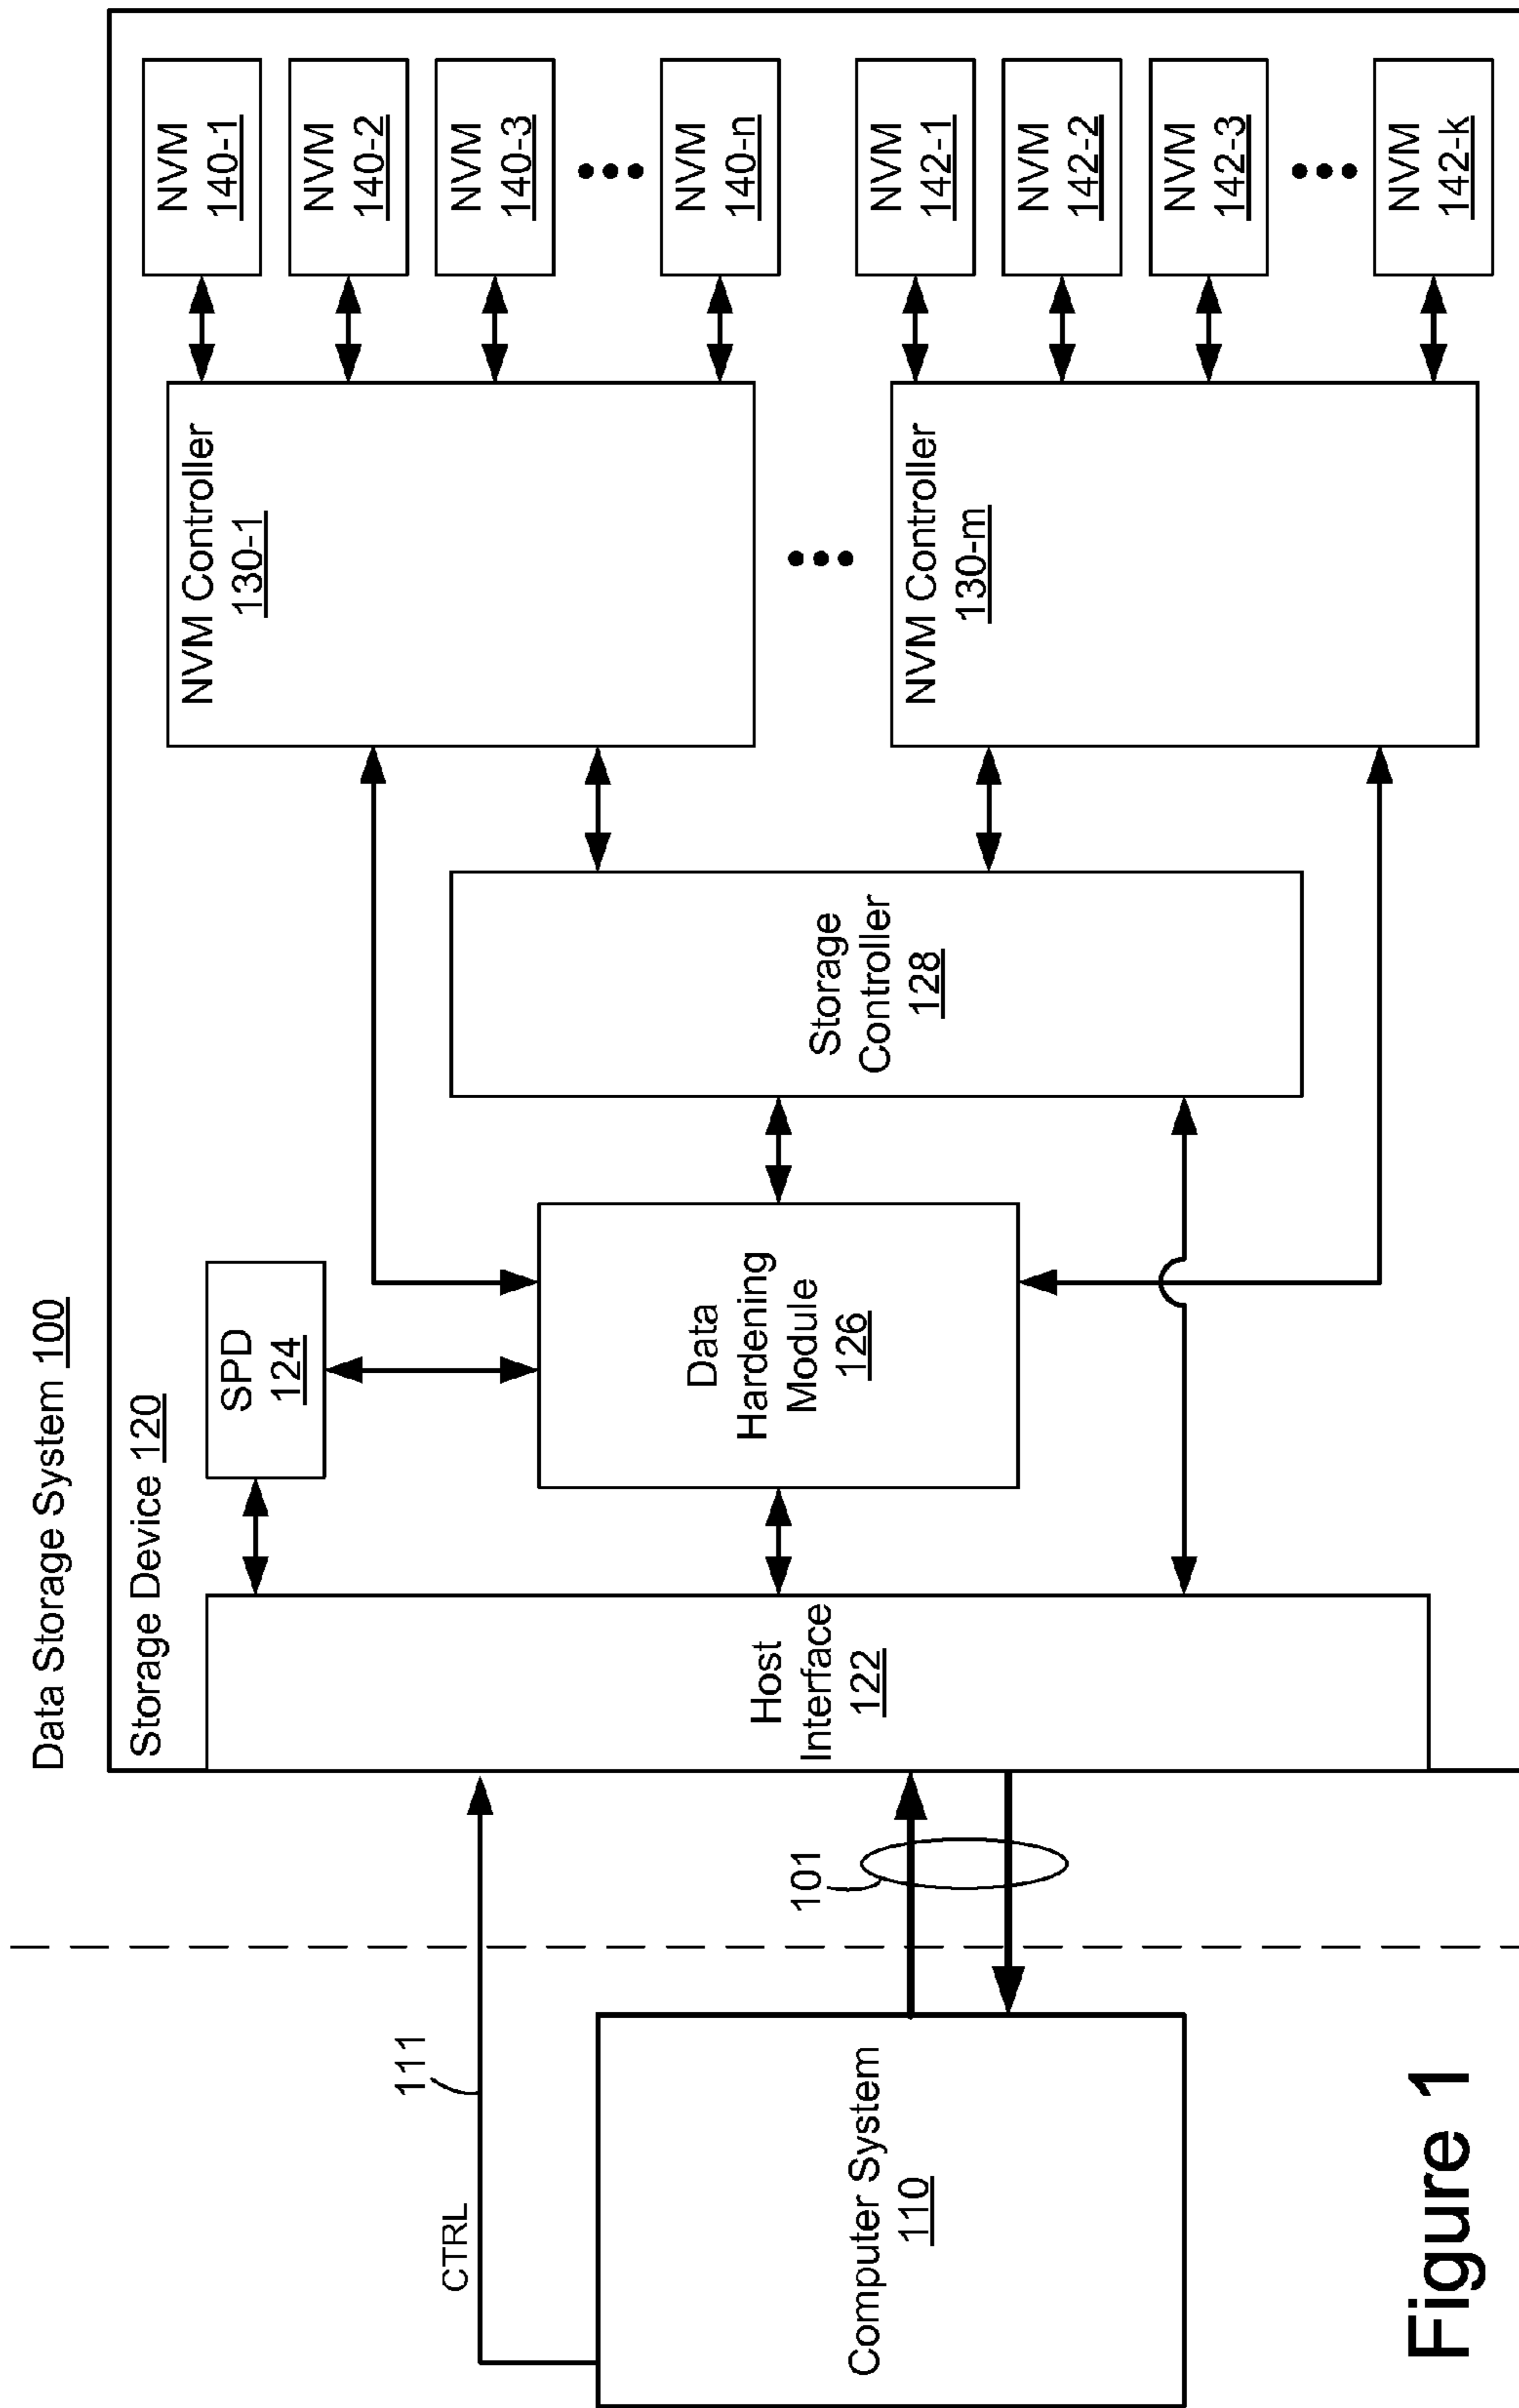 Data Storage System 100
Storage Device 120
Computer System
110
CTRL
111
101
Host
Interface
122
SPD
124
Data
Hardening
Module
126
Storage
Controller
128
NVM Controller
130-1
NVM Controller
130-m
NVM
140-1
NVM
140-2
NVM
140-3
NVM
140-n
NVM
142-1
NVM
142-2
NVM
142-3
NVM
142-k
Figure 1